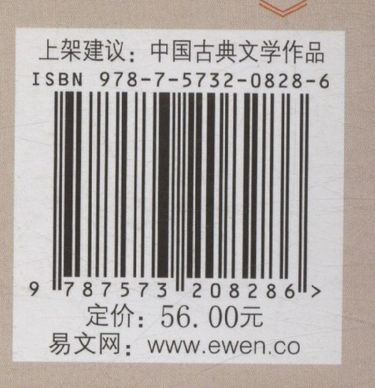 上架建议：中国古典文学作品
ISBN 978-7-5732-0828-6
9 787573 208286 >
定价：56.00元
易文网：www.ewen.co